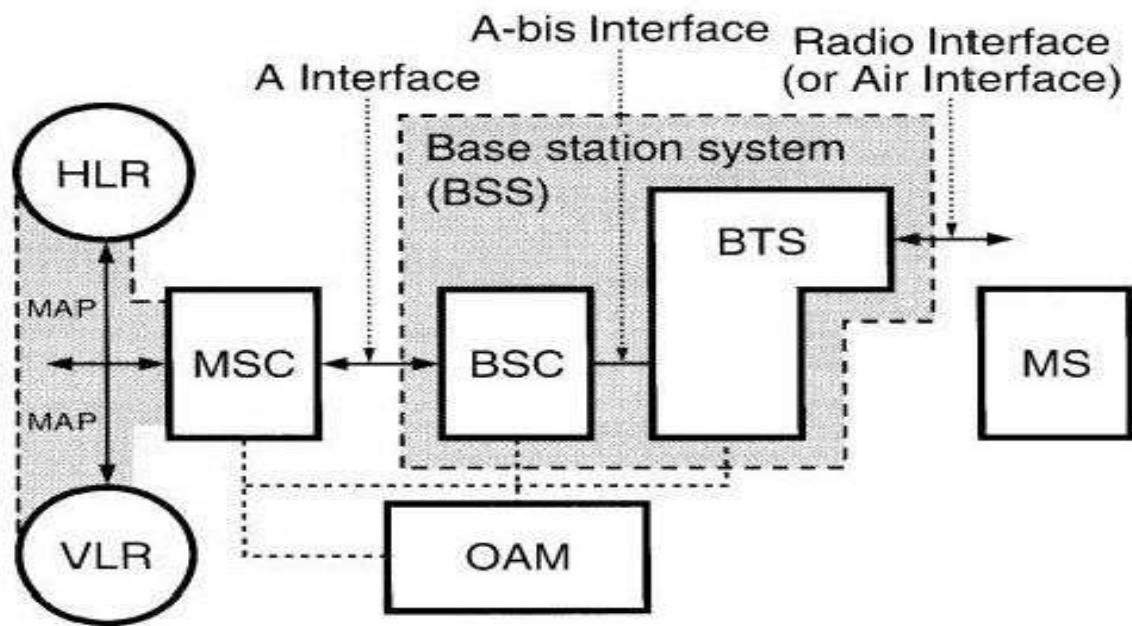 A-bis Interface
Radio Interface
(or Air Interface)
A Interface
Base station system
(BSS)
HLR
BTS
MAP
MSC
BSC
MS
MAP
VLR
OAM